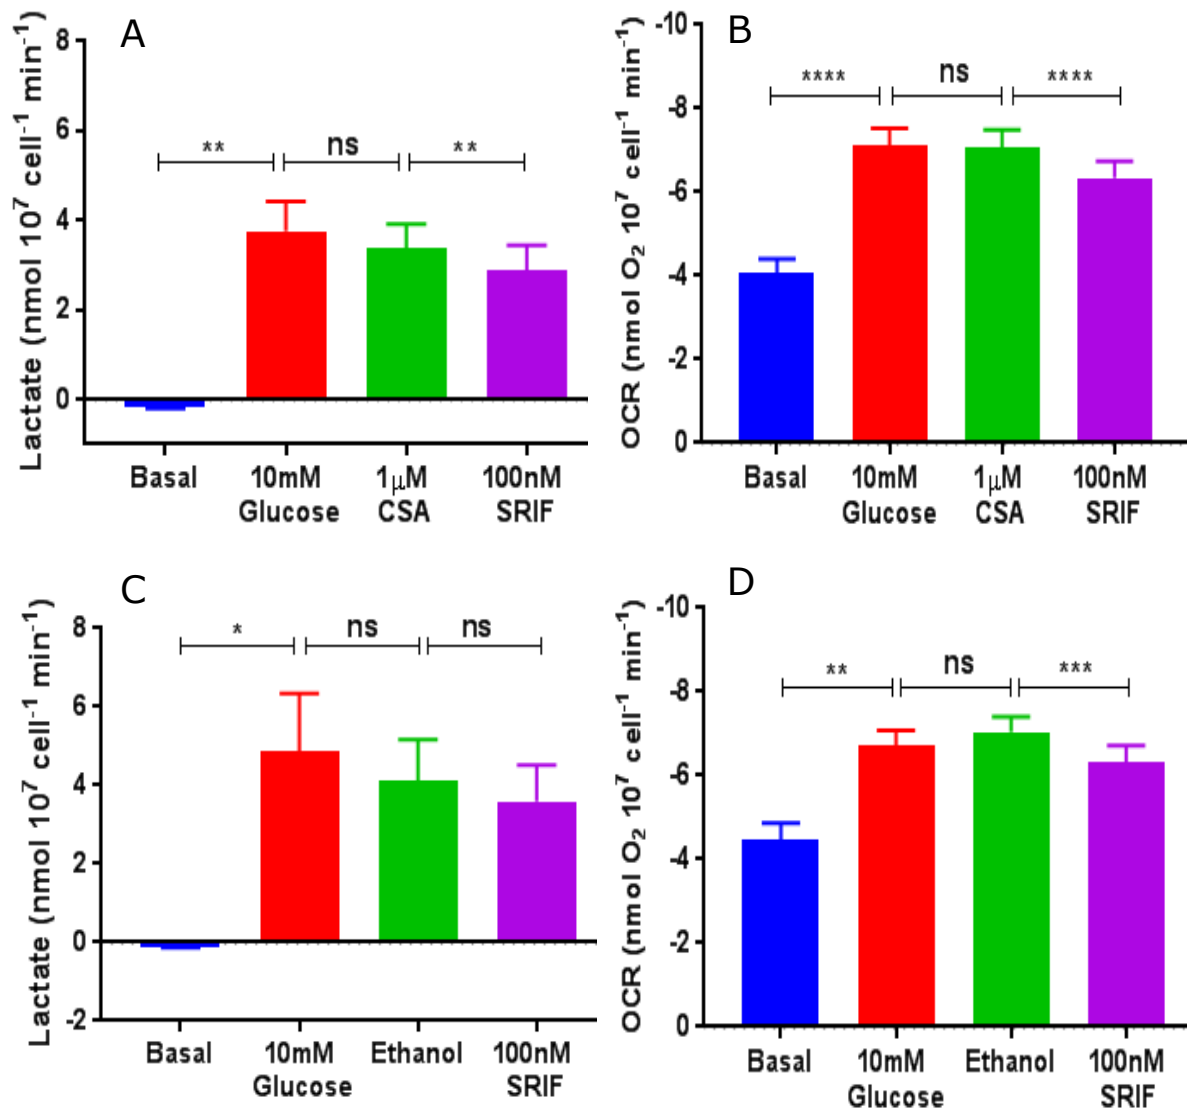 A
Lactate (nmol 10⁷ cell⁻¹ min⁻¹)
8
6
4
2
0
**
ns
**
Basal
10mM
Glucose
1μM
CSA
100nM
SRIF
B
OCR (nmol O₂ 10⁷ cell⁻¹ min⁻¹)
-10
-8
-6
-4
-2
0
****
ns
****
Basal
10mM
Glucose
1μM
CSA
100nM
SRIF
C
Lactate (nmol 10⁷ cell⁻¹ min⁻¹)
8
6
4
2
0
-2
*
ns
ns
Basal
10mM
Glucose
Ethanol
100nM
SRIF
D
OCR (nmol O₂ 10⁷ cell⁻¹ min⁻¹)
-10
-8
-6
-4
-2
0
**
ns
***
Basal
10mM
Glucose
Ethanol
100nM
SRIF